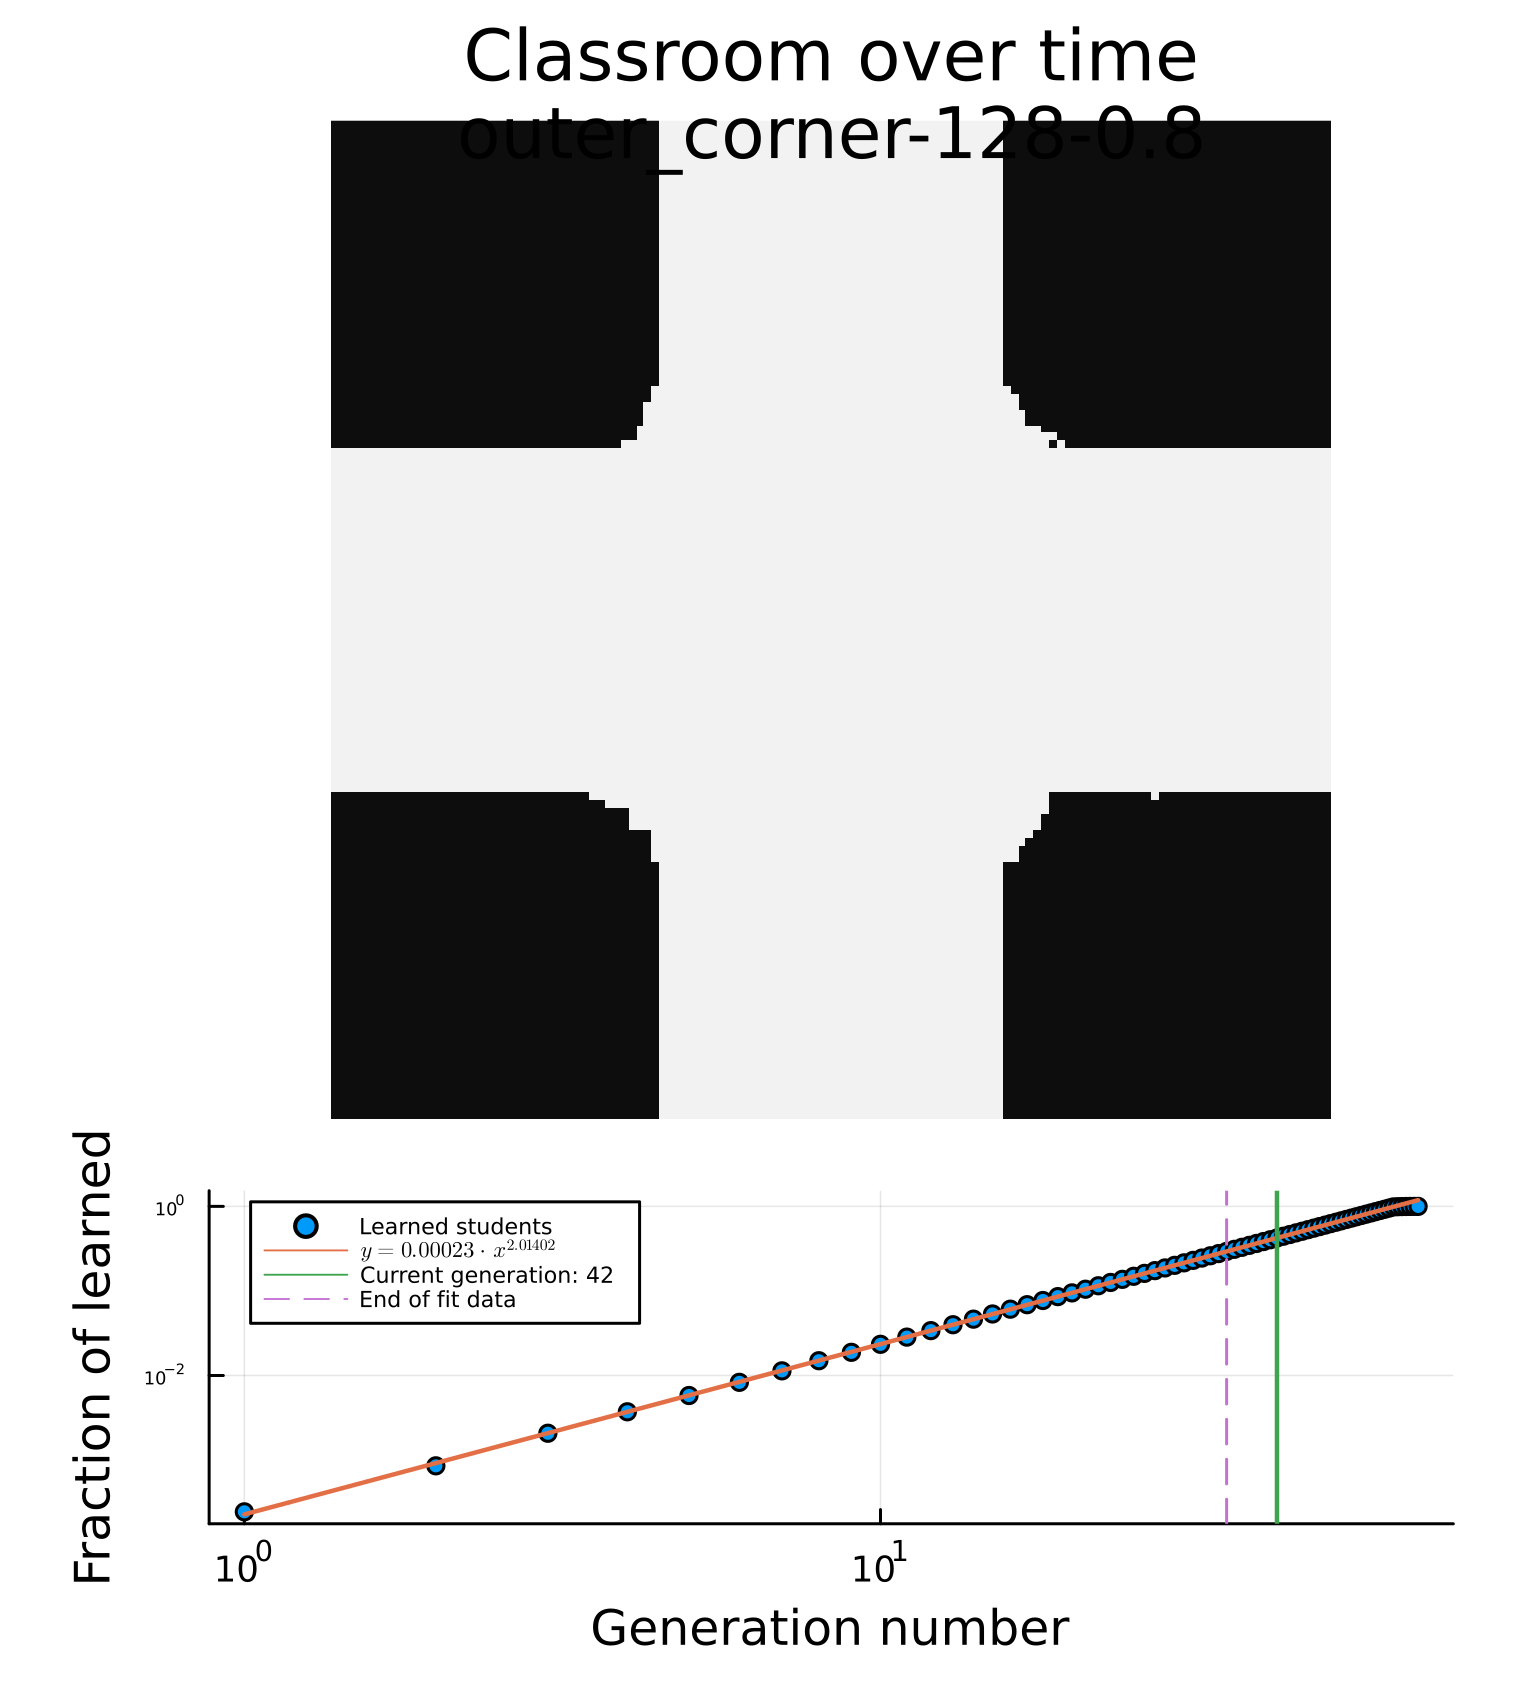 Classroom over time
outer_corner-128-0.8
Fraction of learned
10⁰
10⁻²
Learned students
y = 0.00023 · x^2.01402
Current generation: 42
End of fit data
10⁰
10¹
Generation number